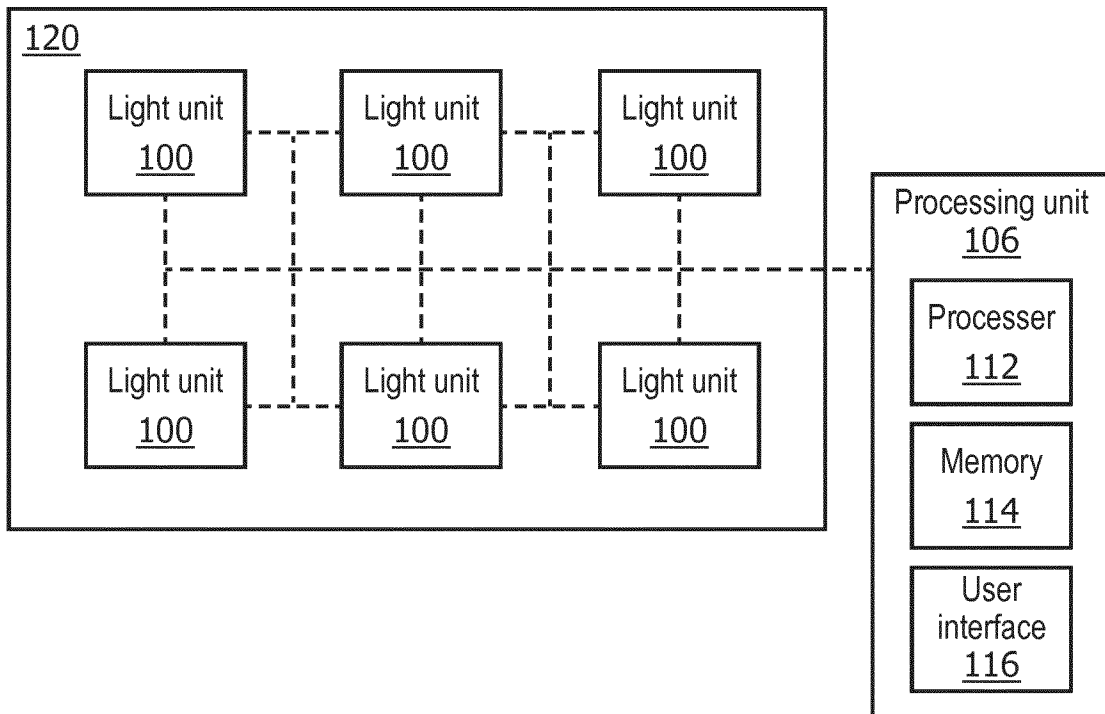 120
Light unit
100
Light unit
100
Light unit
100
Light unit
100
Light unit
100
Light unit
100
Processing unit
106
Processer
112
Memory
114
User
interface
116